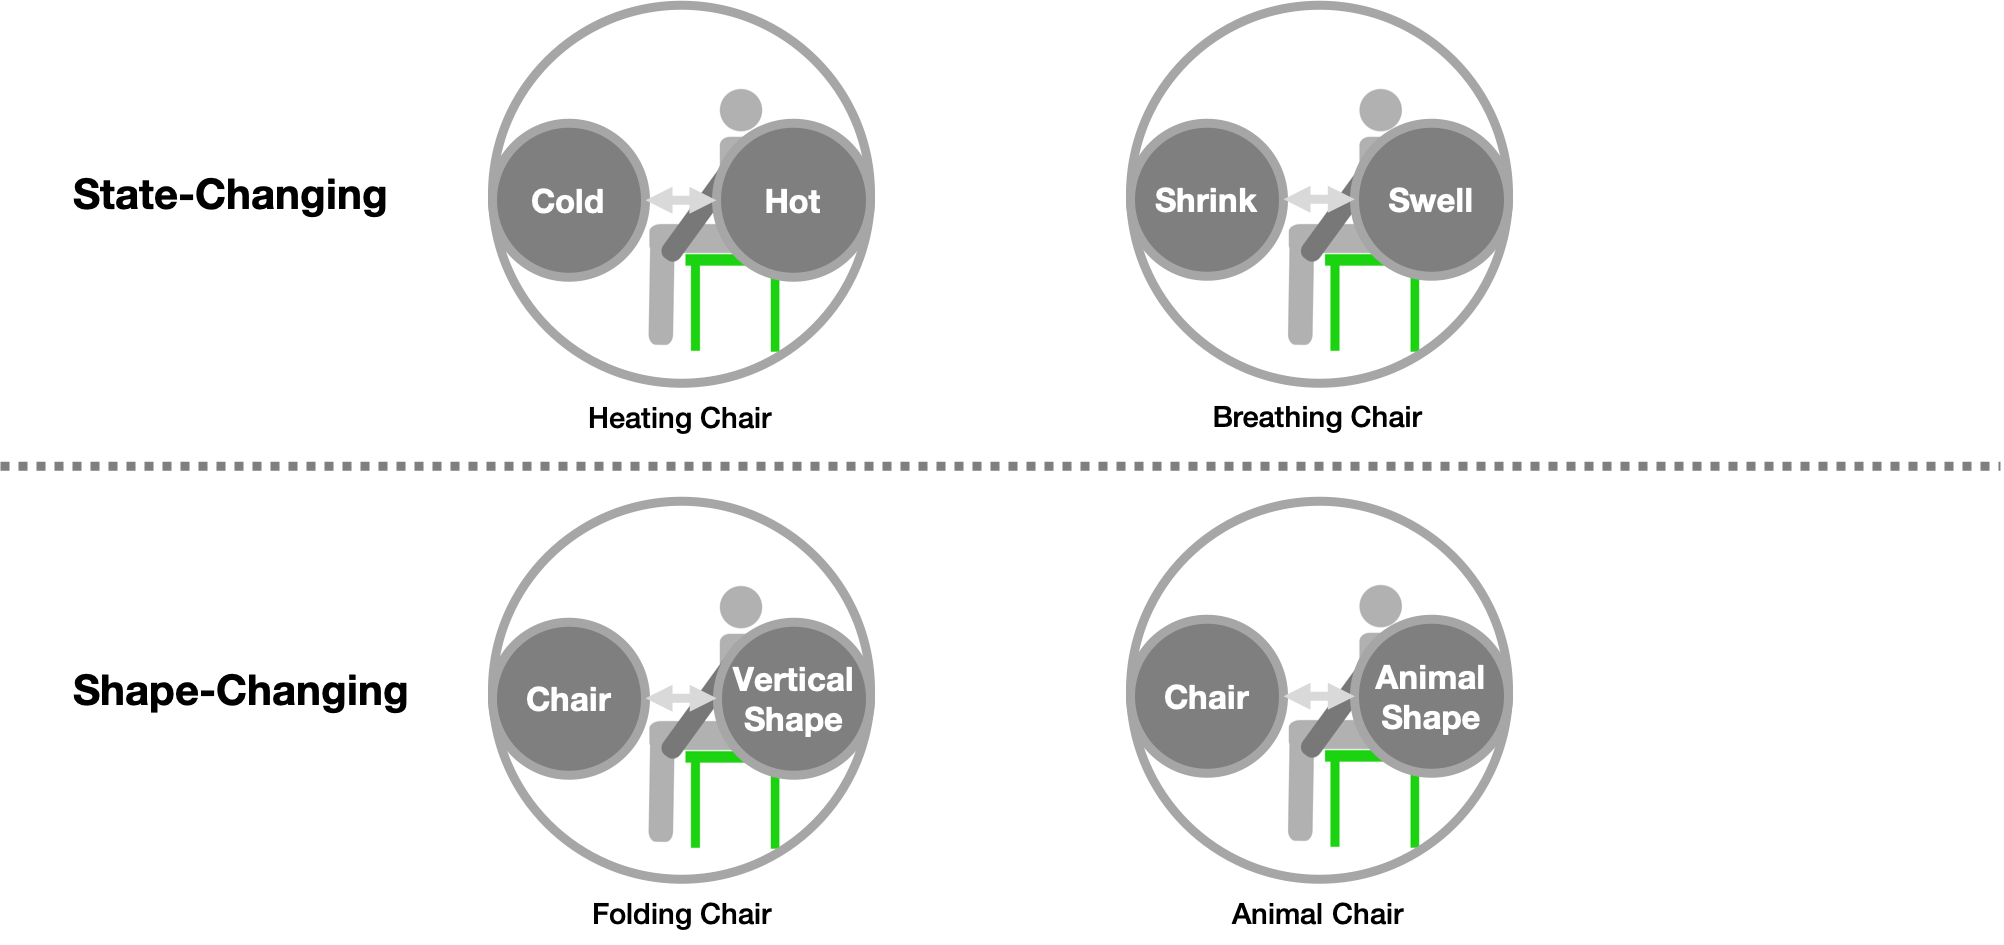 State-Changing
Cold
Hot
Shrink
Swell
Heating Chair
Breathing Chair
Shape-Changing
Chair
Vertical
Shape
Chair
Animal
Shape
Folding Chair
Animal Chair